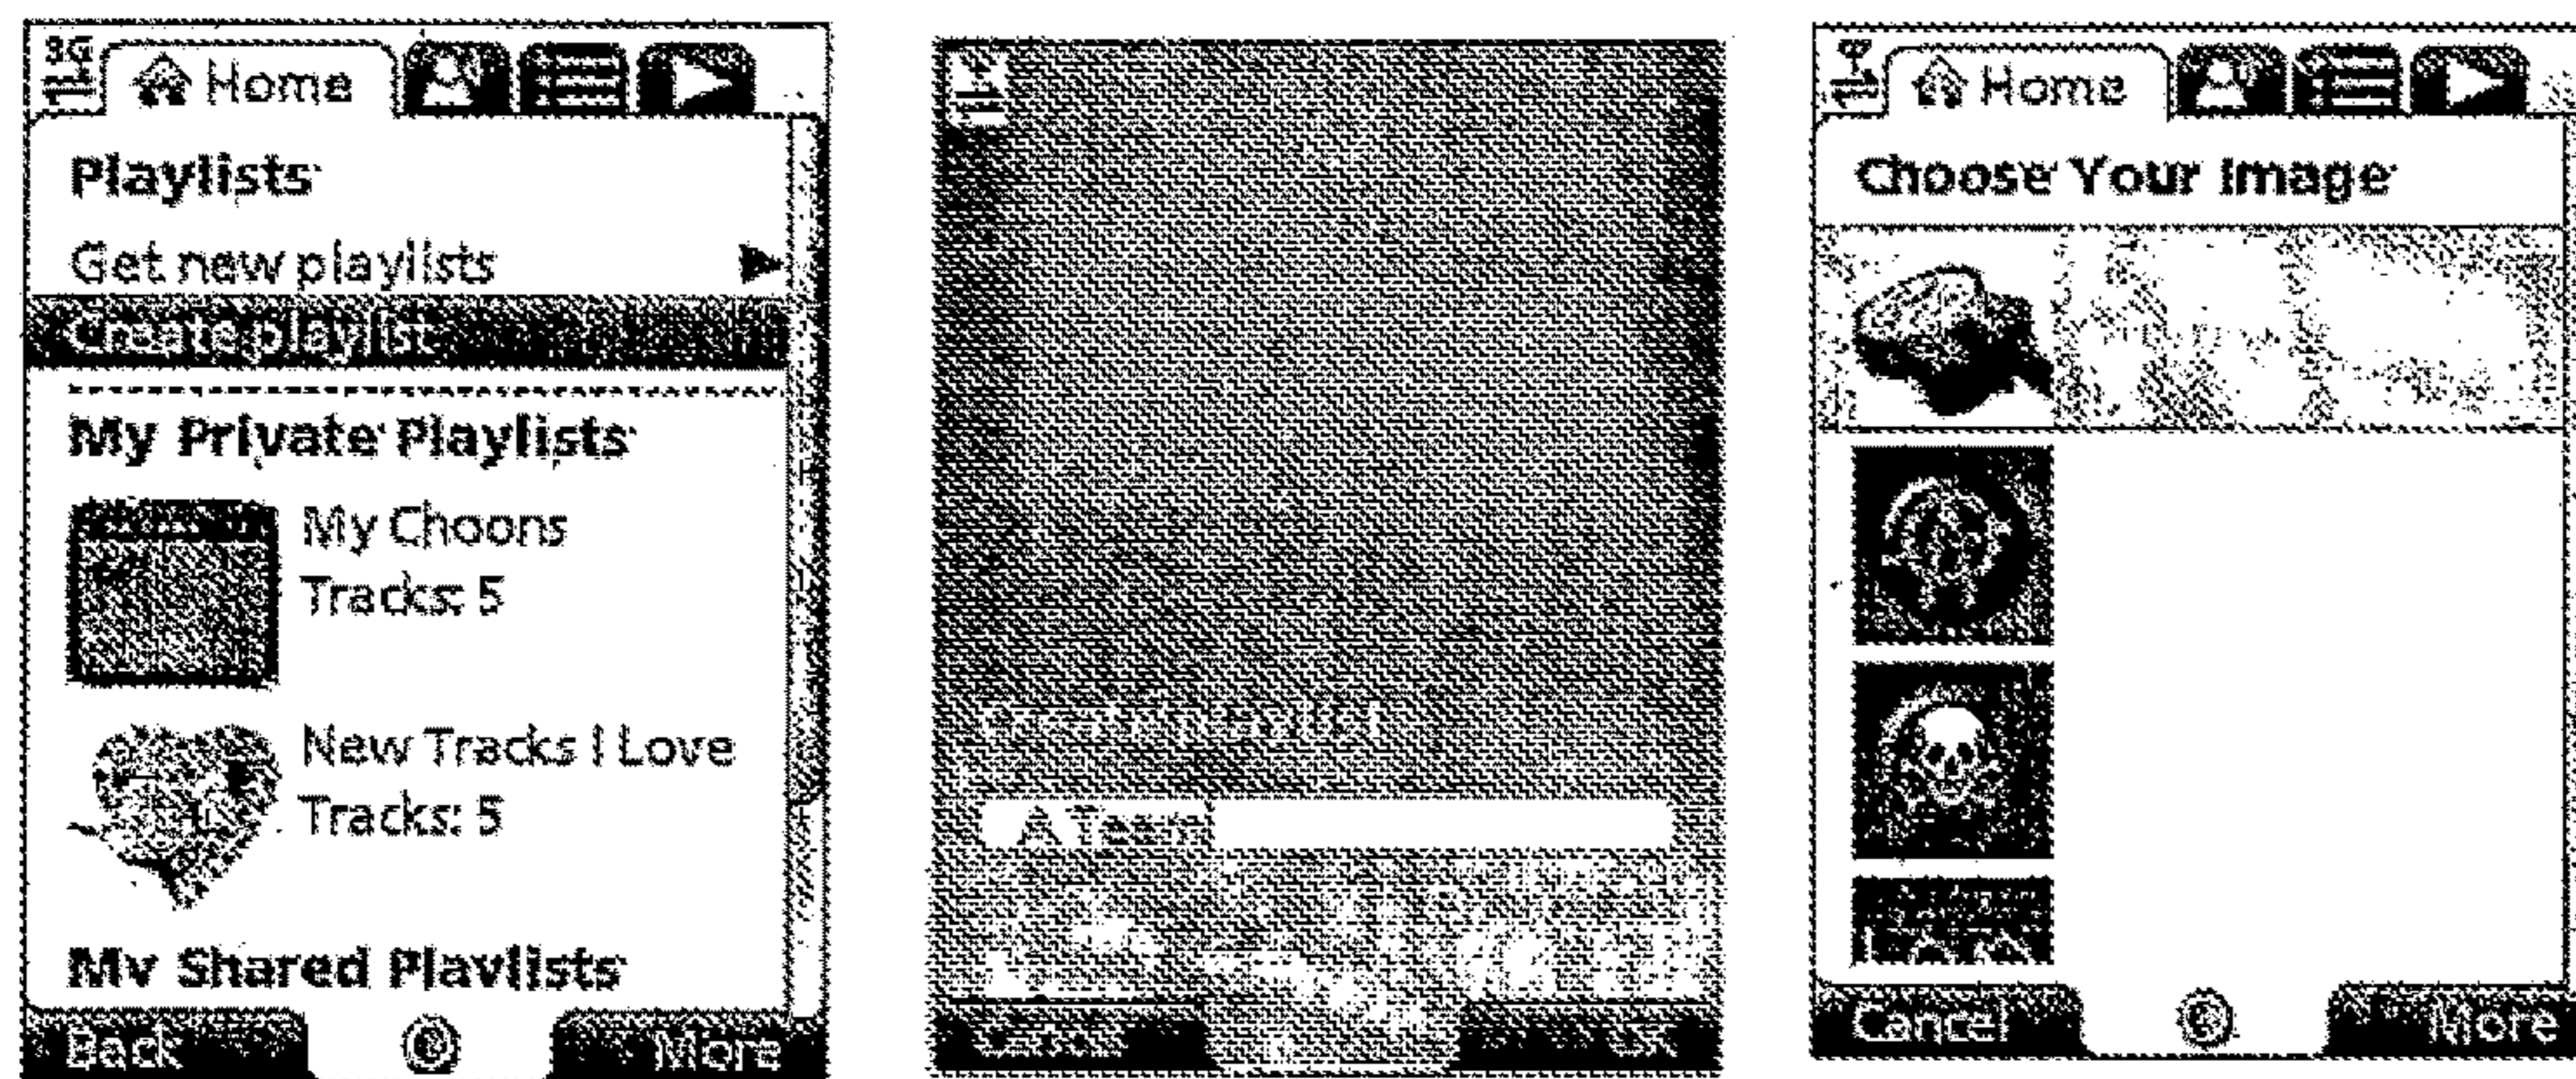 3G
Home
Playlists
Get new playlists
Create playlist
My Private Playlists
My Choons
Tracks: 5
New Tracks I Love
Tracks: 5
My Shared Playlists
Back
More
Home
Choose Your Image
Cancel
More